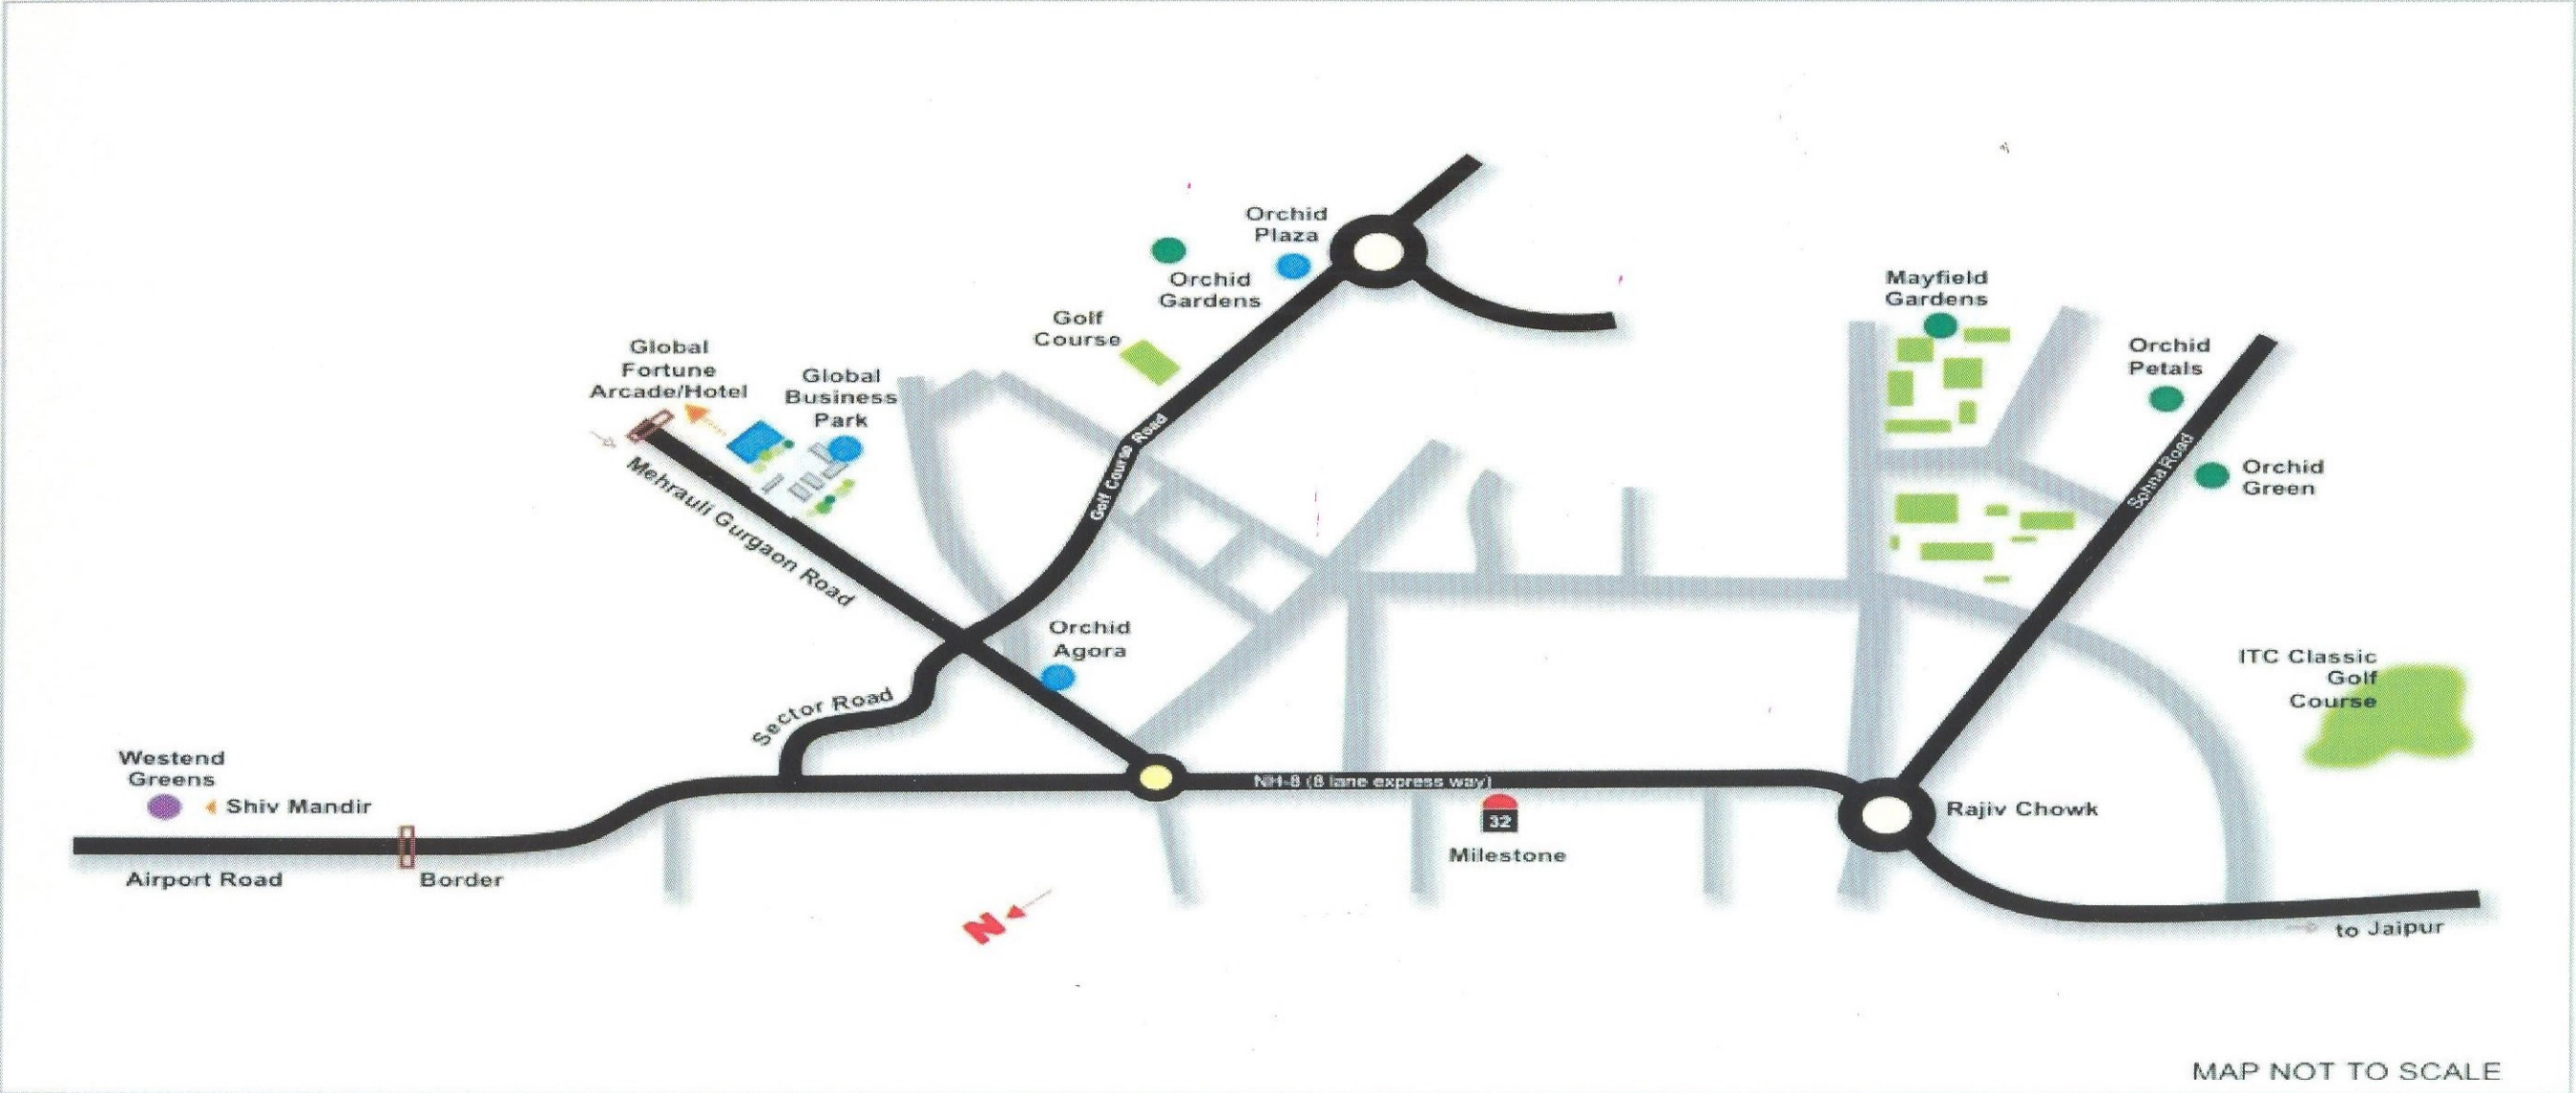 Orchid
Plaza
Orchid
Gardens
Golf
Course
Mayfield
Gardens
Global
Fortune
Arcade/Hotel
Global
Business
Park
Orchid
Petals
Golf Course Road
Sohna Road
Orchid
Green
Mehrauli Gurgaon Road
Orchid
Agora
ITC Classic
Golf
Course
Sector Road
Westend
Greens
Shiv Mandir
NH-8 (8 lane express way)
Rajiv Chowk
32
Milestone
Airport Road
Border
N
to Jaipur
MAP NOT TO SCALE